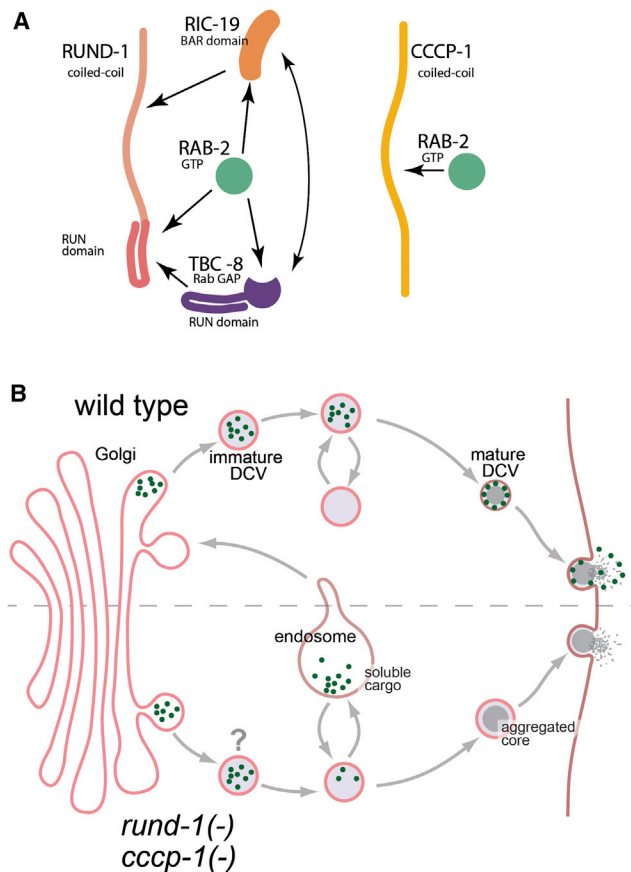 A
RIC-19
BAR domain
RUND-1
coiled-coil
CCCP-1
coiled-coil
RAB-2
GTP
RAB-2
GTP
RUN
domain
TBC -8
Rab GAP
RUN domain
B
wild type
Golgi
immature
DCV
mature
DCV
endosome
soluble
cargo
?
aggregated
core
rund-1(-)
cccp-1(-)